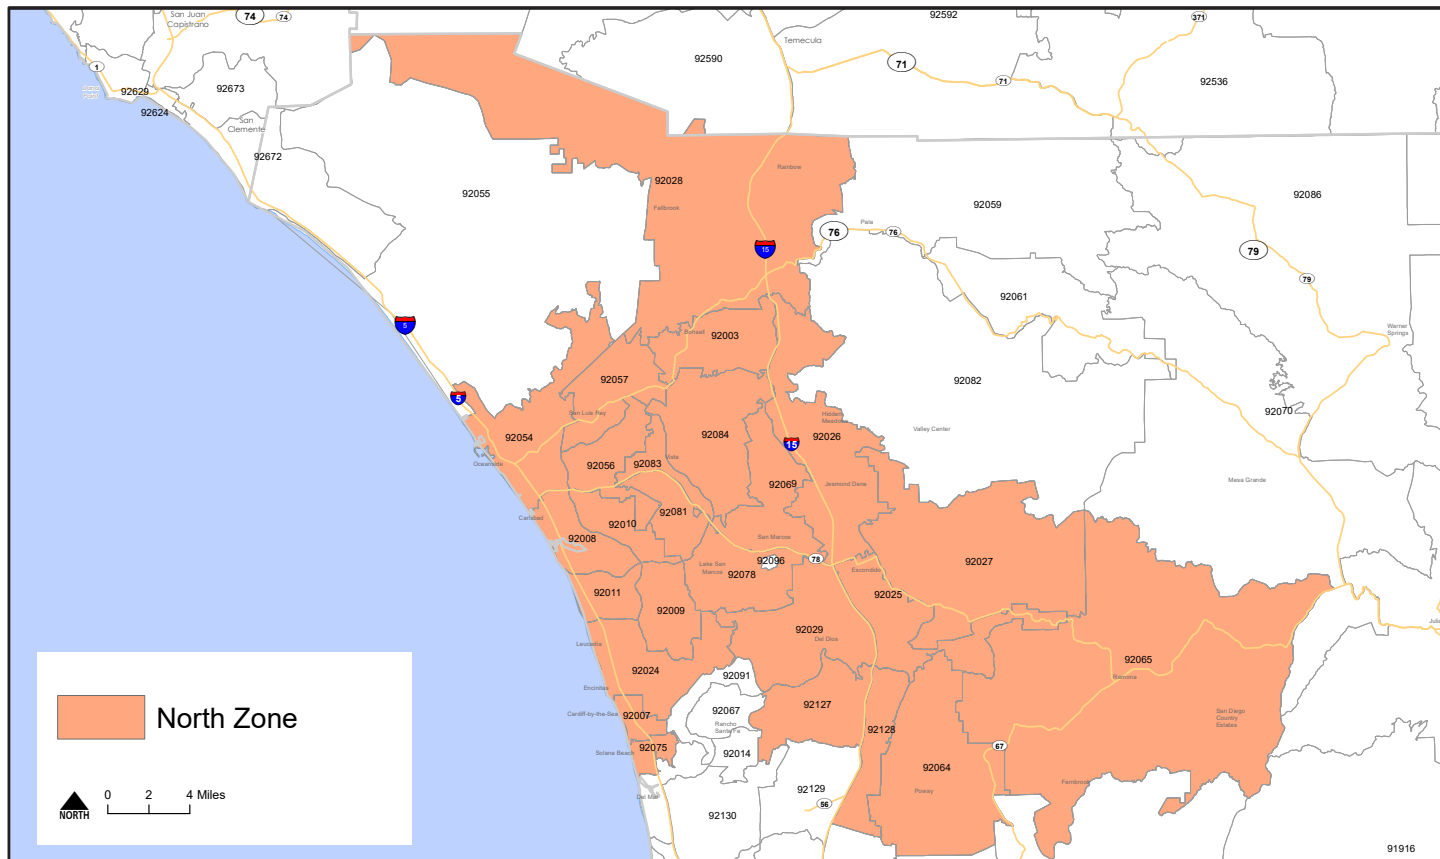 San Juan
Capistrano
74
74
92592
371
Temecula
92590
71
71
92536
1
92629
92673
92624
San
Clemente
92672
92055
92028
Fallbrook
Rainbow
92059
92086
Pala
76
76
79
79
15
92061
5
Warner
Springs
Bonsall
92003
92057
92082
5
San Luis Rey
92070
Hidden
Meadows
92054
92084
92026
Valley Center
15
Oceanside
92056
92083
Vista
92069
Jesmond Dene
Mesa Grande
Carlsbad
92010
92081
92008
San Marcos
78
92096
Lake San
Marcos
92078
Escondido
92027
92011
92009
92025
92029
Del Dios
Leucadia
92024
92091
92065
Ramona
Encinitas
92127
Cardiff-by-the-Sea
92007
92067
Rancho
Santa Fe
San Diego
Country
Estates
92128
Solana Beach
92075
92014
67
92064
92129
Fernbrook
Poway
Del Mar
56
92130
91916
North Zone
0 2 4 Miles
NORTH